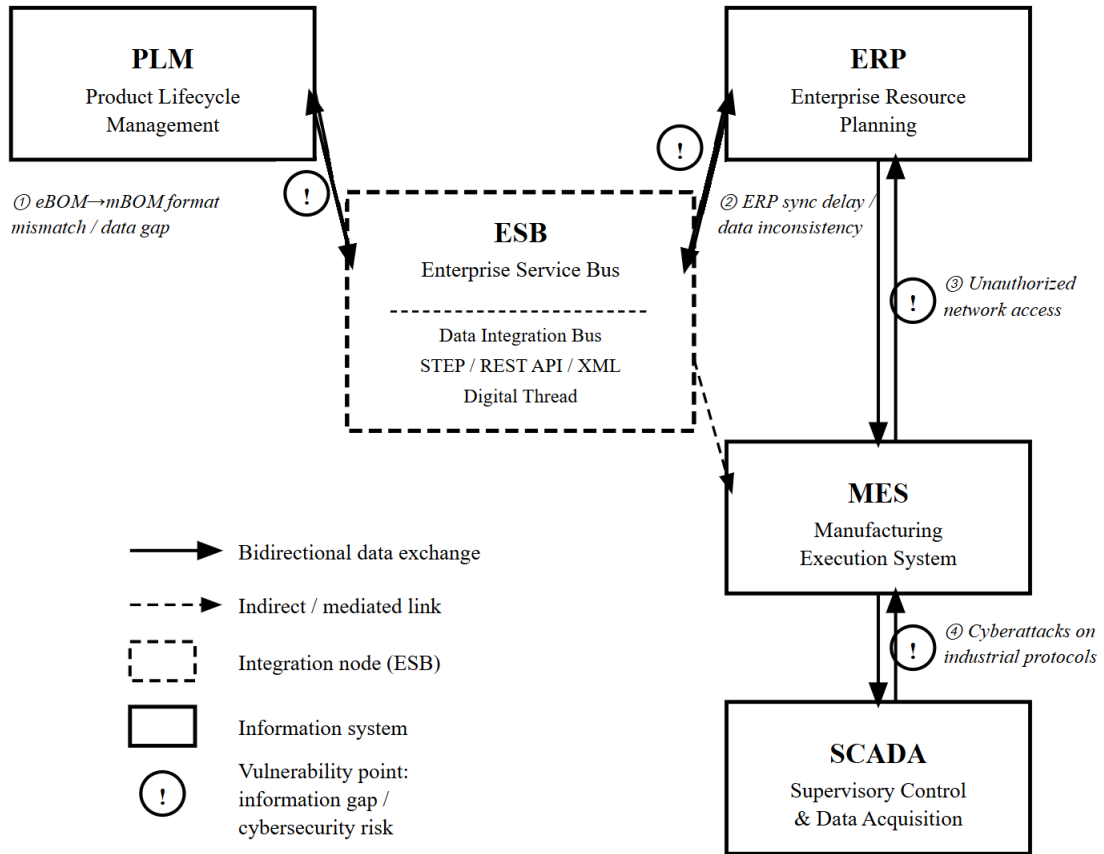 PLM
Product Lifecycle
Management
ERP
Enterprise Resource
Planning
!
!
① eBOM→mBOM format
mismatch / data gap
② ERP sync delay /
data inconsistency
ESB
Enterprise Service Bus
Data Integration Bus
STEP / REST API / XML
Digital Thread
!
③ Unauthorized
network access
MES
Manufacturing
Execution System
!
④ Cyberattacks on
industrial protocols
SCADA
Supervisory Control
& Data Acquisition
Bidirectional data exchange
Indirect / mediated link
Integration node (ESB)
Information system
!
Vulnerability point:
information gap /
cybersecurity risk